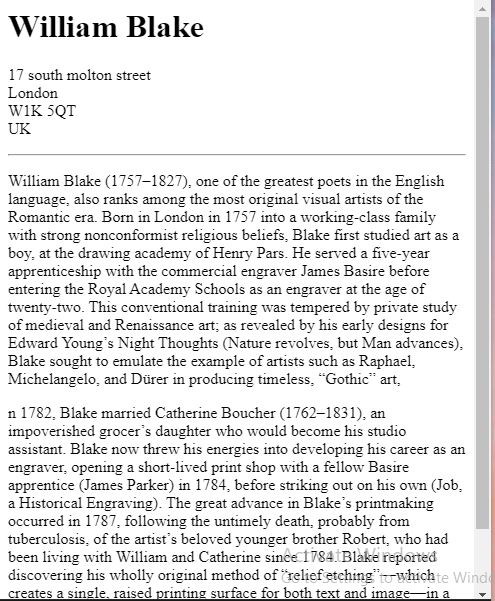 William Blake
17 south molton street
London
W1K 5QT
UK
William Blake (1757–1827), one of the greatest poets in the English
language, also ranks among the most original visual artists of the
Romantic era. Born in London in 1757 into a working-class family
with strong nonconformist religious beliefs, Blake first studied art as a
boy, at the drawing academy of Henry Pars. He served a five-year
apprenticeship with the commercial engraver James Basire before
entering the Royal Academy Schools as an engraver at the age of
twenty-two. This conventional training was tempered by private study
of medieval and Renaissance art; as revealed by his early designs for
Edward Young’s Night Thoughts (Nature revolves, but Man advances),
Blake sought to emulate the example of artists such as Raphael,
Michelangelo, and Dürer in producing timeless, “Gothic” art,
n 1782, Blake married Catherine Boucher (1762–1831), an
impoverished grocer’s daughter who would become his studio
assistant. Blake now threw his energies into developing his career as an
engraver, opening a short-lived print shop with a fellow Basire
apprentice (James Parker) in 1784, before striking out on his own (Job,
a Historical Engraving). The great advance in Blake’s printmaking
occurred in 1787, following the untimely death, probably from
tuberculosis, of the artist’s beloved younger brother Robert, who had
been living with William and Catherine since 1784. Blake reported
Activate Windows
discovering his wholly original method of “relief etching”—which
Go to Settings to activate Windo
creates a single, raised printing surface for both text and image—in a